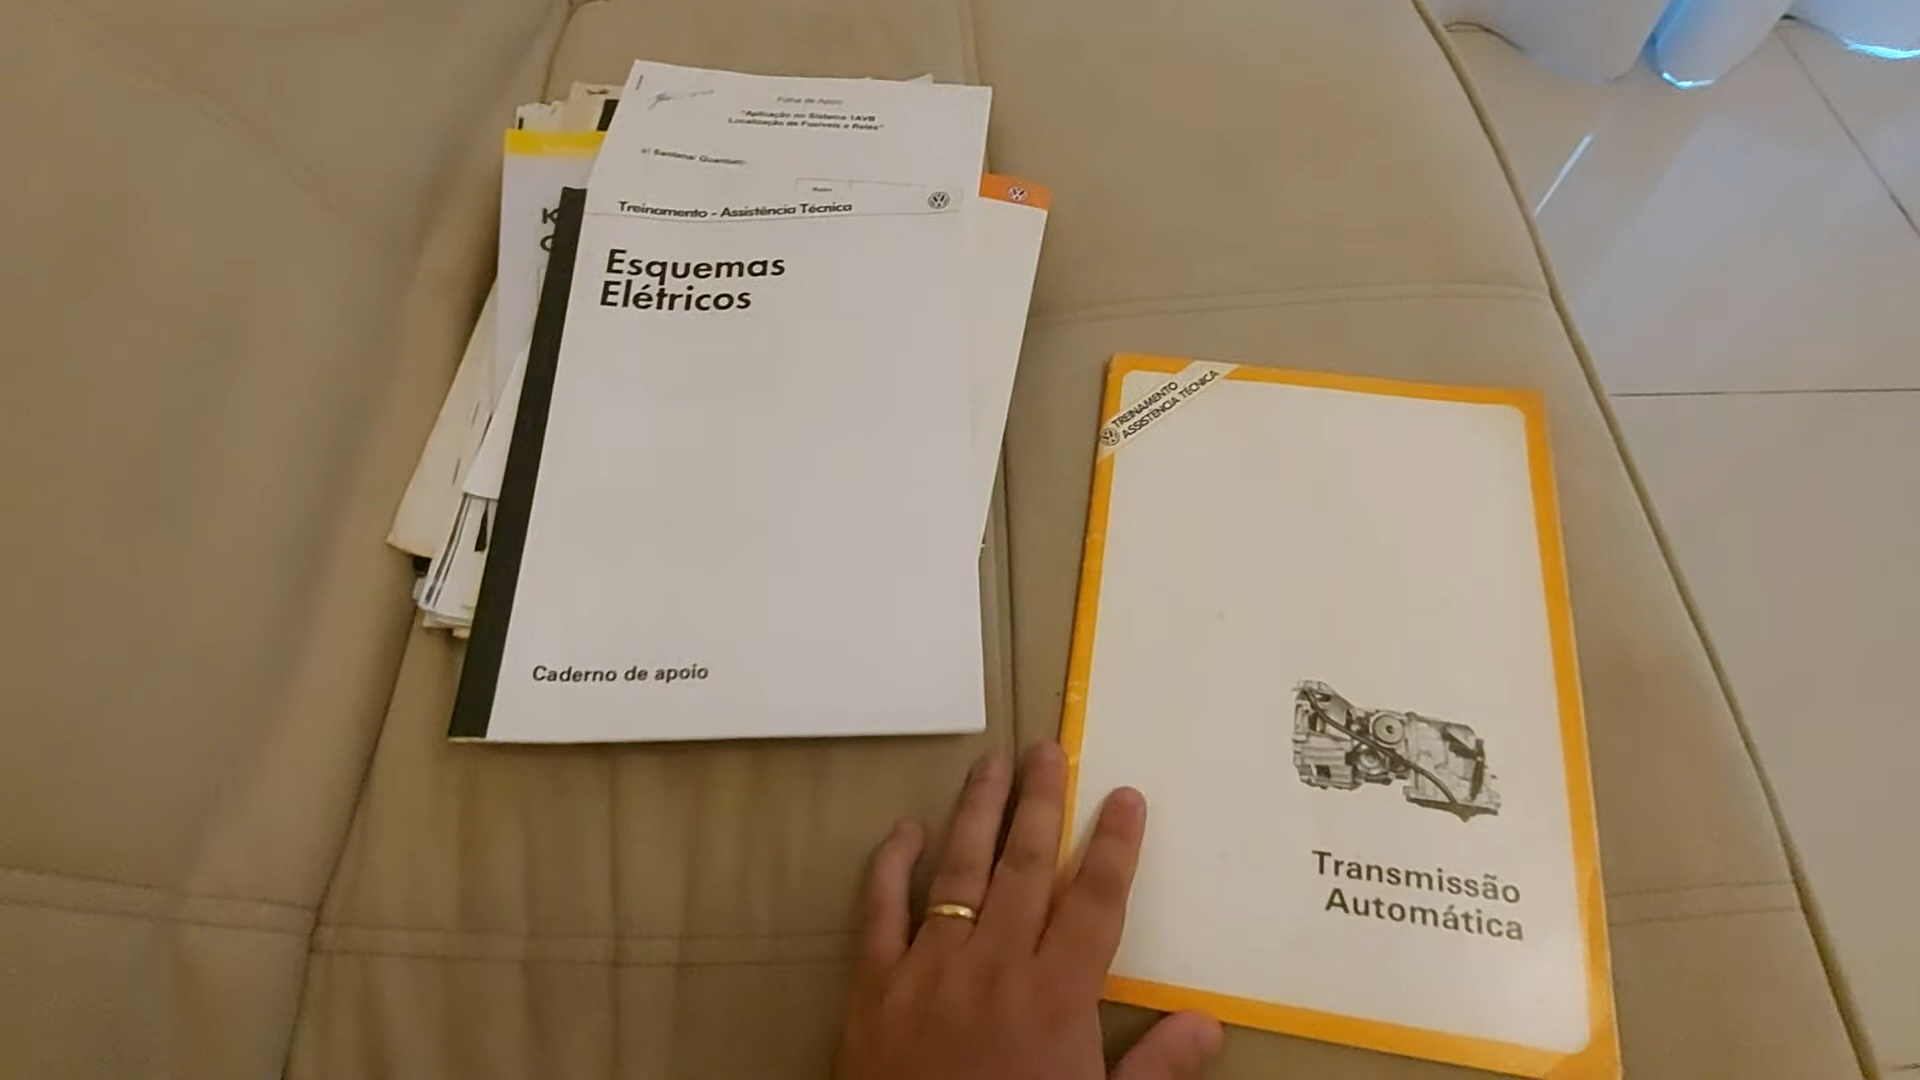 Folha de Apoio
"Aplicação no Sistema 1AVB
Localização de Fusíveis e Relés"
Santana/ Quantum:
Treinamento - Assistência Técnica
Esquemas
Elétricos
Caderno de apoio
K
TREINAMENTO
ASSISTÊNCIA TÉCNICA
Transmissão
Automática